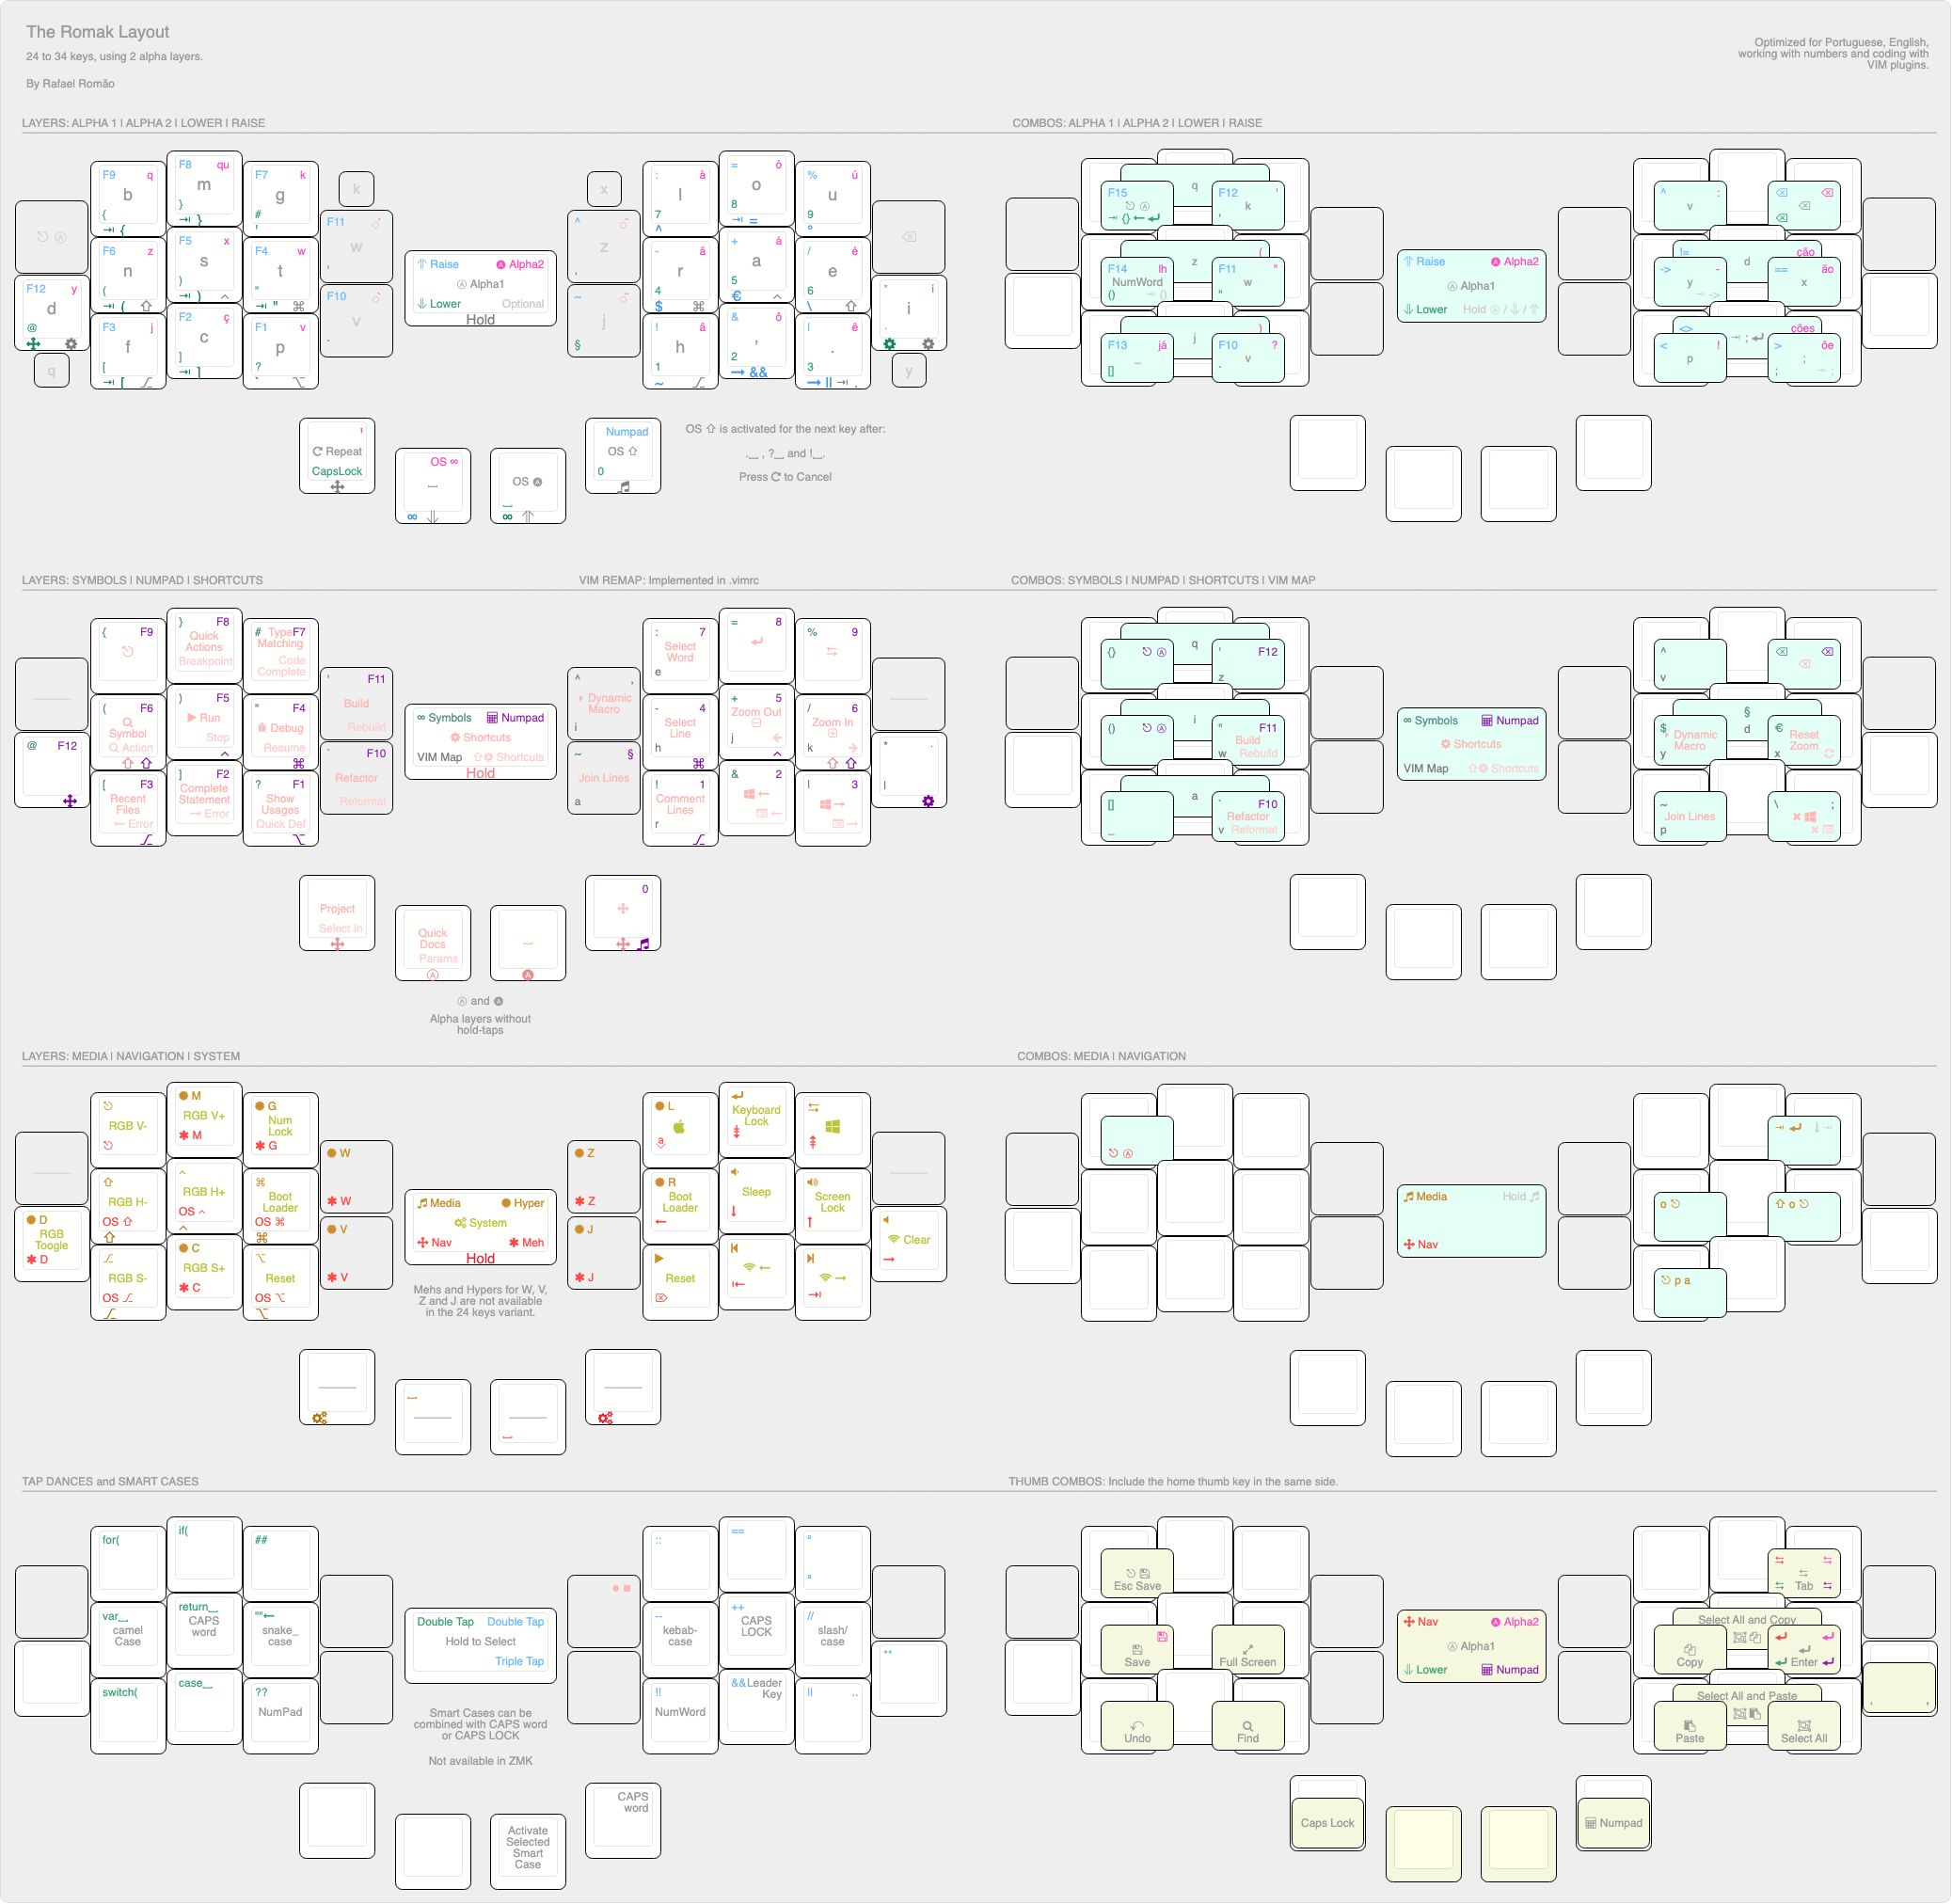 The Romak Layout
24 to 34 keys, using 2 alpha layers.
By Rafael Romão
Optimized for Portuguese, English,
working with numbers and coding with
VIM plugins.
LAYERS: ALPHA 1 | ALPHA 2 | LOWER | RAISE
COMBOS: ALPHA 1 | ALPHA 2 | LOWER | RAISE
F9 q
b
{
F8 qu
m
}
F7 k
g
#
k
x
: à
l
7
= ó
o
8
% ú
u
9
F6 z
n
(
F5 x
s
)
F4 w
t
"
F11
w
'
^
z
,
- ã
r
4
+ á
a
5
/ é
e
6
F12 y
d
@
F10
v
`
~
j
§
* í
i
.
F3 j
f
[
F2 ç
c
]
F1 v
p
?
! â
h
1
& ô
,
2
| ê
.
3
q
y
Raise Alpha2
Alpha1
Lower Optional
Hold
' Repeat
CapsLock
OS ∞
OS
Numpad
OS
0
OS ⇧ is activated for the next key after:
.⎵ , ?⎵ and !⎵.
Press to Cancel
q
F15
F12 '
k
'
z (
F14 lh
NumWord
()
F11 "
w
"
j )
F13 já
_
[]
F10 ?
v
`
Raise Alpha2
Alpha1
Lower Hold
^ :
v
!= ção
d
-> -
y
->
== ão
x
<> ções
;
< !
p
> õe
;
;
LAYERS: SYMBOLS | NUMPAD | SHORTCUTS
VIM REMAP: Implemented in .vimrc
COMBOS: SYMBOLS | NUMPAD | SHORTCUTS | VIM MAP
{ F9
} F8
Quick
Actions
Breakpoint
# Type F7
Matching
Code
Complete
( F6
Symbol
Action
) F5
Run
Stop
" F4
Debug
Resume
' F11
Build
Rebuild
@ F12
[ F3
Recent
Files
← Error
] F2
Complete
Statement
→ Error
? F1
Show
Usages
Quick Def
` F10
Refactor
Reformat
∞ Symbols Numpad
Shortcuts
VIM Map Shortcuts
Hold
: 7
Select
Word
e
= 8
% 9
^ ,
Dynamic
Macro
i
- 4
Select
Line
h
+ 5
Zoom Out
j
/ 6
Zoom In
k
~ §
Join Lines
a
! 1
Comment
Lines
r
& 2
| 3
* .
l
Project
Select In
Quick
Docs
Params
0
Ⓐ and 🅐
Alpha layers without
hold-taps
q
{}
' F12
z
i
()
" F11
Build
w Rebuild
a
[]
_
` F10
Refactor
v Reformat
∞ Symbols Numpad
Shortcuts
VIM Map Shortcuts
^
v
§
d
$ Dynamic
Macro
y
€ Reset
Zoom
x
~
Join Lines
p
\ ;
LAYERS: MEDIA | NAVIGATION | SYSTEM
COMBOS: MEDIA | NAVIGATION
RGB V-
M
RGB V+
M
G
Num
Lock
G
RGB H-
OS
RGB H+
OS
Boot
Loader
OS ⌘
W
W
D
RGB
Toogle
D
RGB S-
OS
C
RGB S+
C
Reset
OS
V
V
Media Hyper
System
Nav Meh
Hold
Mehs and Hypers for W, V,
Z and J are not available
in the 24 keys variant.
L
a
Keyboard
Lock
Z
Z
R
Boot
Loader
Sleep
Screen
Lock
J
J
Reset
Clear
Media Hold
Nav
o
o
p a
TAP DANCES and SMART CASES
THUMB COMBOS: Include the home thumb key in the same side.
for(
if(
##
var⎵
camel
Case
return⎵
CAPS
word
""←
snake_
case
switch(
case⎵
??
NumPad
Double Tap Double Tap
Hold to Select
Triple Tap
Smart Cases can be
combined with CAPS word
or CAPS LOCK
Not available in ZMK
::
==
º
ª
--
kebab-
case
++
CAPS
LOCK
//
slash/
case
!!
NumWord
&& Leader
Key
|| ..
**
Activate
Selected
Smart
Case
CAPS
word
Esc Save
Save
Full Screen
Undo
Find
Nav Alpha2
Alpha1
Lower Numpad
Tab
Select All and Copy
Copy
Enter
Select All and Paste
Paste
Select All
, ,
Caps Lock
Numpad